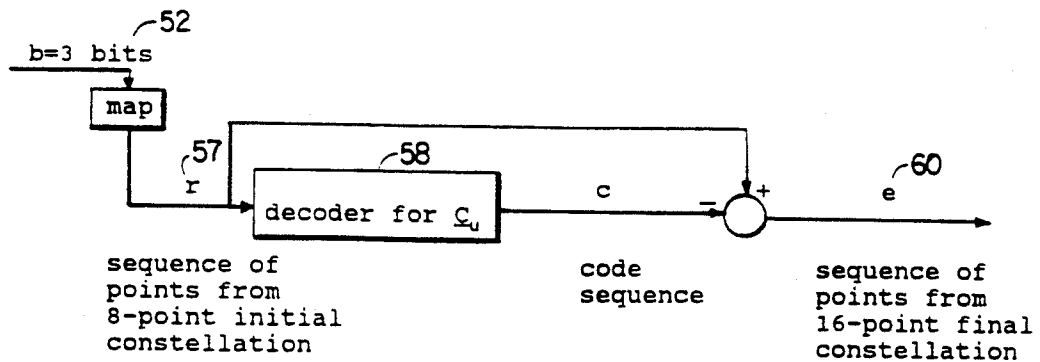 52
b=3 bits
map
57
r
58
decoder for C̲ᵤ
c
−
+
e
60
sequence of
points from
8-point initial
constellation
code
sequence
sequence of
points from
16-point final
constellation